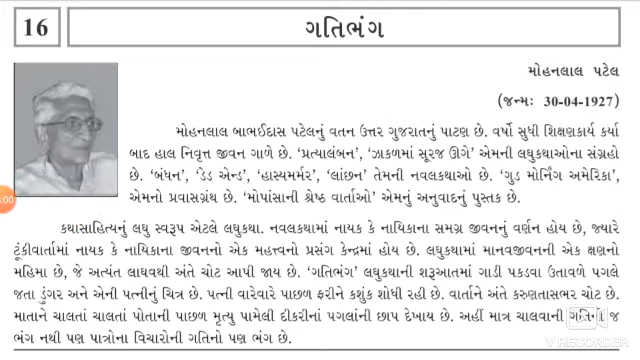 16
ગતિભંગ
મોહનલાલ પટેલ
(જન્મઃ 30-04-1927)
મોહનલાલ બાભઈદાસ પટેલનું વતન ઉત્તર ગુજરાતનું પાટણ છે. વર્ષો સુધી શિક્ષણકાર્ય કર્યા
બાદ હાલ નિવૃત્ત જીવન ગાળે છે. ‘પ્રત્યાલંબન’, ‘ઝાકળમાં સૂરજ ઊગે’ એમની લઘુકથાઓના સંગ્રહો
છે. ‘બંધન’, ‘ડેડ એન્ડ’, ‘હાસ્યમર્મર’, ‘લાંછન’ તેમની નવલકથાઓ છે. ‘ગુડ મોર્નિંગ અમેરિકા’,
એમનો પ્રવાસગ્રંથ છે. ‘મોપાંસાની શ્રેષ્ઠ વાર્તાઓ’ એમનું અનુવાદનું પુસ્તક છે.
કથાસાહિત્યનું લઘુ સ્વરૂપ એટલે લઘુકથા. નવલકથામાં નાયક કે નાયિકાના સમગ્ર જીવનનું વર્ણન હોય છે, જ્યારે
ટૂંકીવાર્તામાં નાયક કે નાયિકાના જીવનનો એક મહત્ત્વનો પ્રસંગ કેન્દ્રમાં હોય છે. લઘુકથામાં માનવજીવનની એક ક્ષણનો
મહિમા છે, જે અત્યંત લાઘવથી અંતે ચોટ આપી જાય છે. ‘ગતિભંગ’ લઘુકથાની શરૂઆતમાં ગાડી પકડવા ઉતાવળે પગલે
જતા ડુંગર અને એની પત્નીનું ચિત્ર છે. પત્ની વારેવારે પાછળ ફરીને કશુંક શોધી રહી છે. વાર્તાને અંતે કરુણતાસભર ચોટ છે.
માતાને ચાલતાં ચાલતાં પોતાની પાછળ મૃત્યુ પામેલી દીકરીનાં પગલાંની છાપ દેખાય છે. અહીં માત્ર ચાલવાની ગતિનો જ
ભંગ નથી પણ પાત્રોના વિચારોની ગતિનો પણ ભંગ છે.
:00
V RECORDER